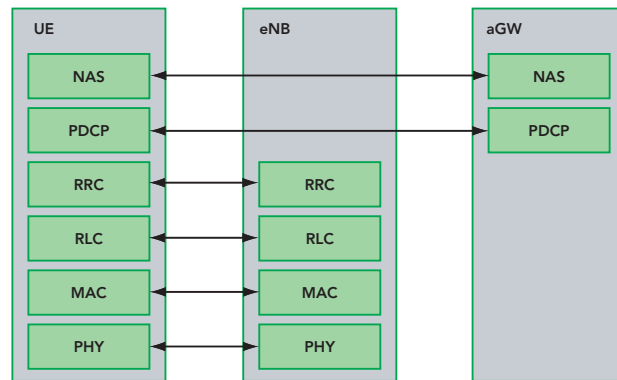 UE
eNB
aGW
NAS
NAS
PDCP
PDCP
RRC
RRC
RLC
RLC
MAC
MAC
PHY
PHY